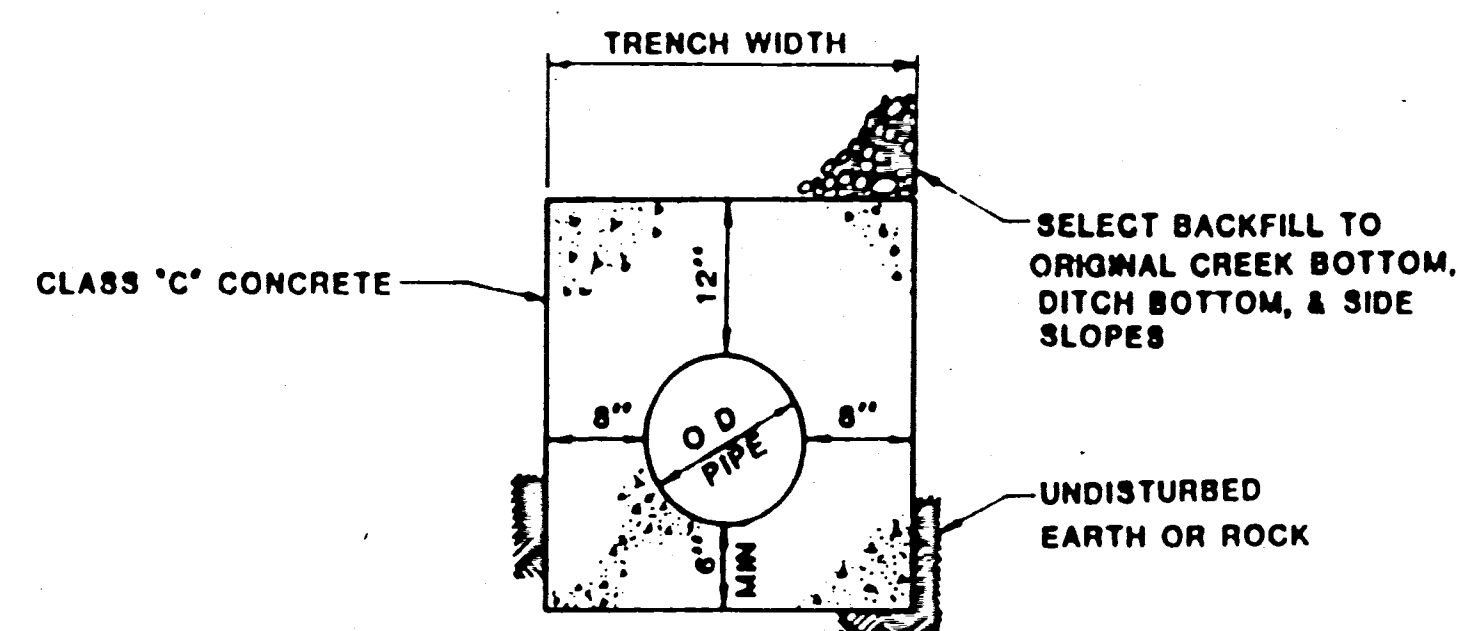 TRENCH WIDTH
SELECT BACKFILL TO
ORIGINAL CREEK BOTTOM,
DITCH BOTTOM, & SIDE
SLOPES
CLASS "C" CONCRETE
12"
8"
O D
PIPE
8"
6"
MIN
UNDISTURBED
EARTH OR ROCK